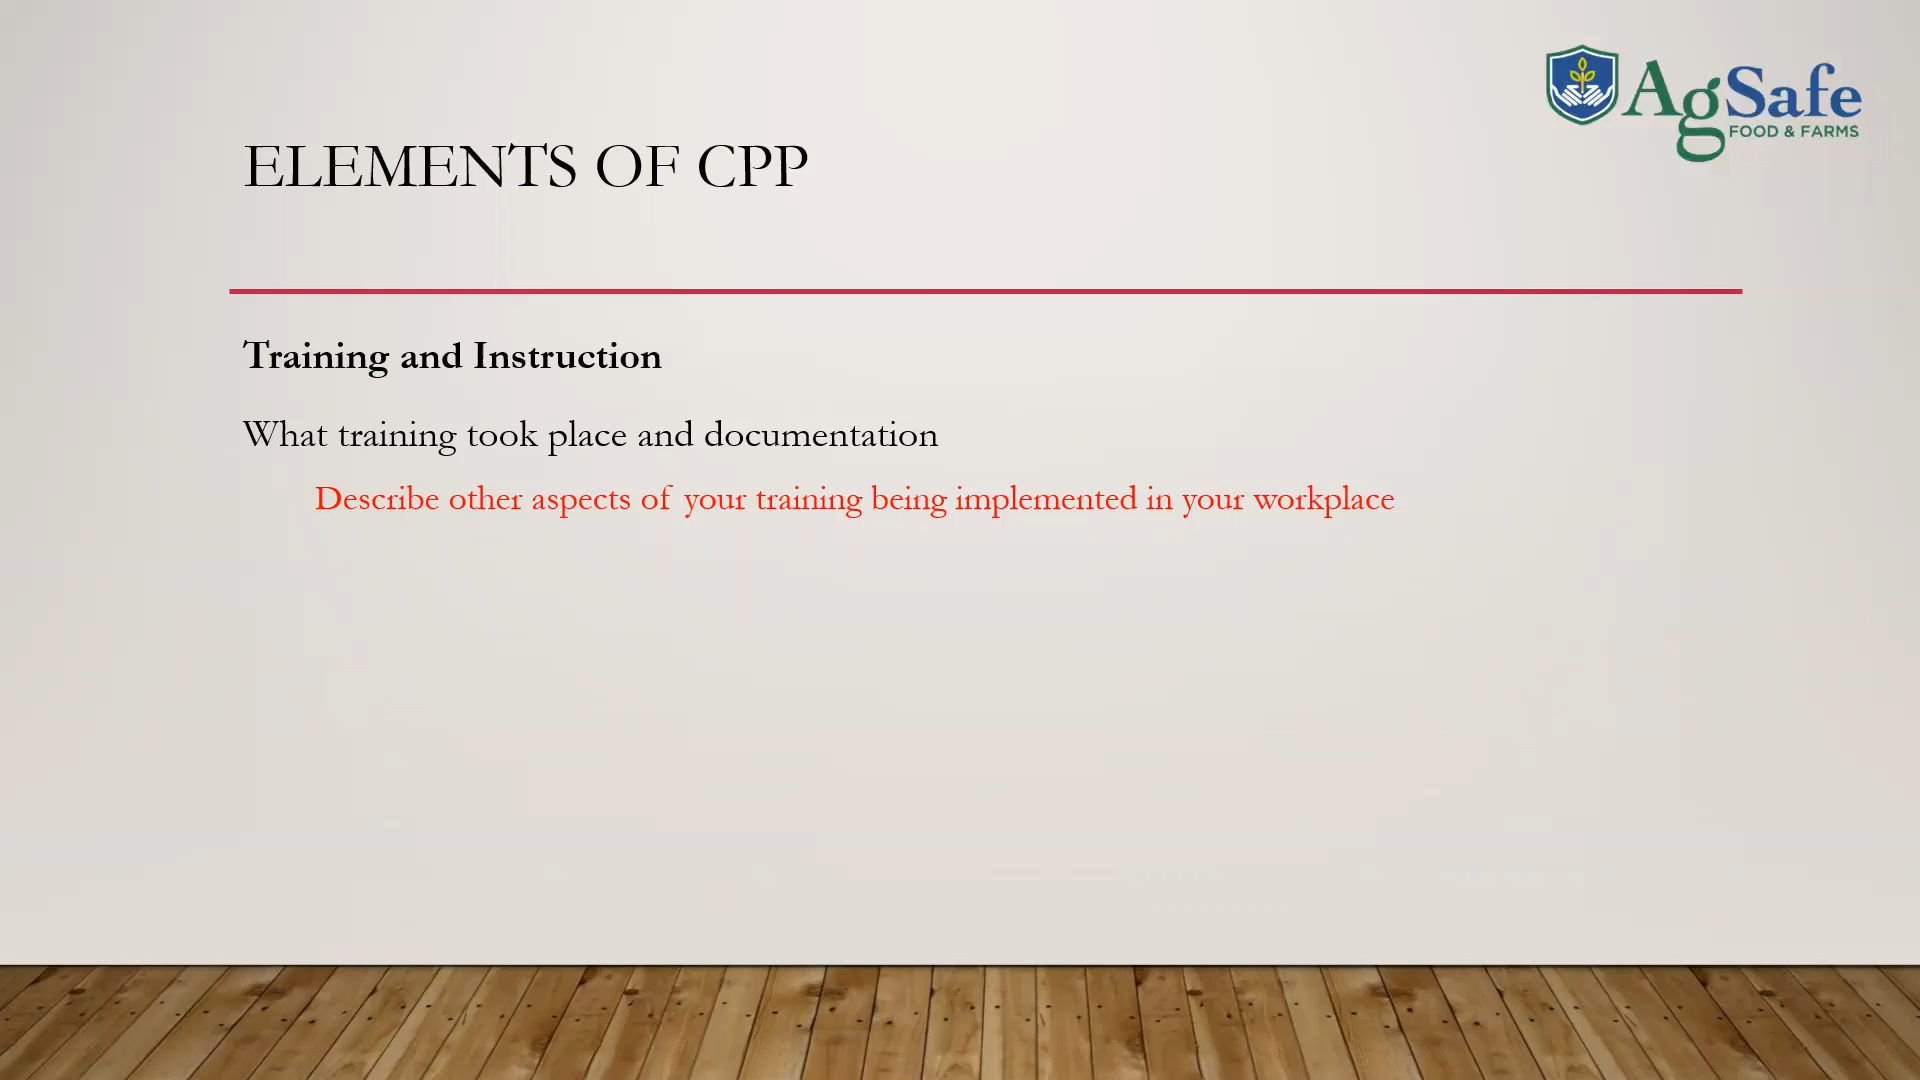 AgSafe
FOOD & FARMS
ELEMENTS OF CPP
Training and Instruction
What training took place and documentation
Describe other aspects of your training being implemented in your workplace